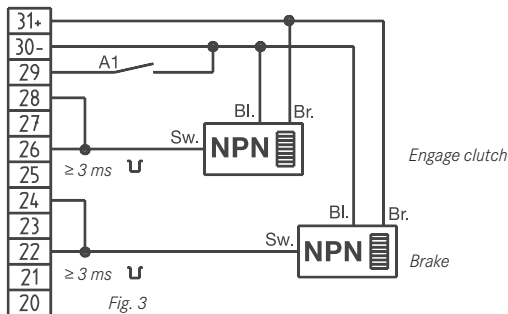 31+
30-
29 A1
28
27 Bl. Br.
26 Sw. NPN Engage clutch
25 ≥ 3 ms
24 Bl. Br.
23 Sw.
22 NPN Brake
21 ≥ 3 ms
20 Fig. 3